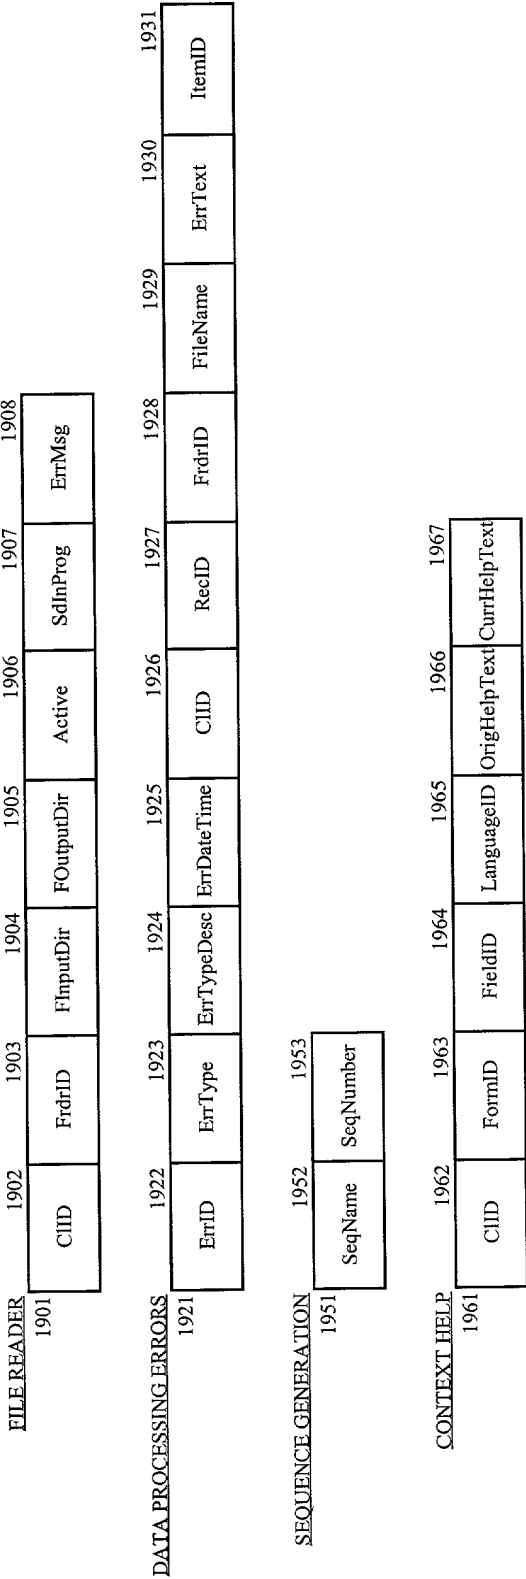 FILE READER
1901
1902 1903 1904 1905 1906 1907 1908
ClID FrdrID FInputDir FOutputDir Active SdInProg ErrMsg
DATA PROCESSING ERRORS
1921
1922 1923 1924 1925 1926 1927 1928 1929 1930 1931
ErrID ErrType ErrTypeDesc ErrDateTime ClID RecID FrdrID FileName ErrText ItemID
SEQUENCE GENERATION
1951
1952 1953
SeqName SeqNumber
CONTEXT HELP
1961
1962 1963 1964 1965 1966 1967
ClID FormID FieldID LanguageID OrigHelpText CurrHelpText